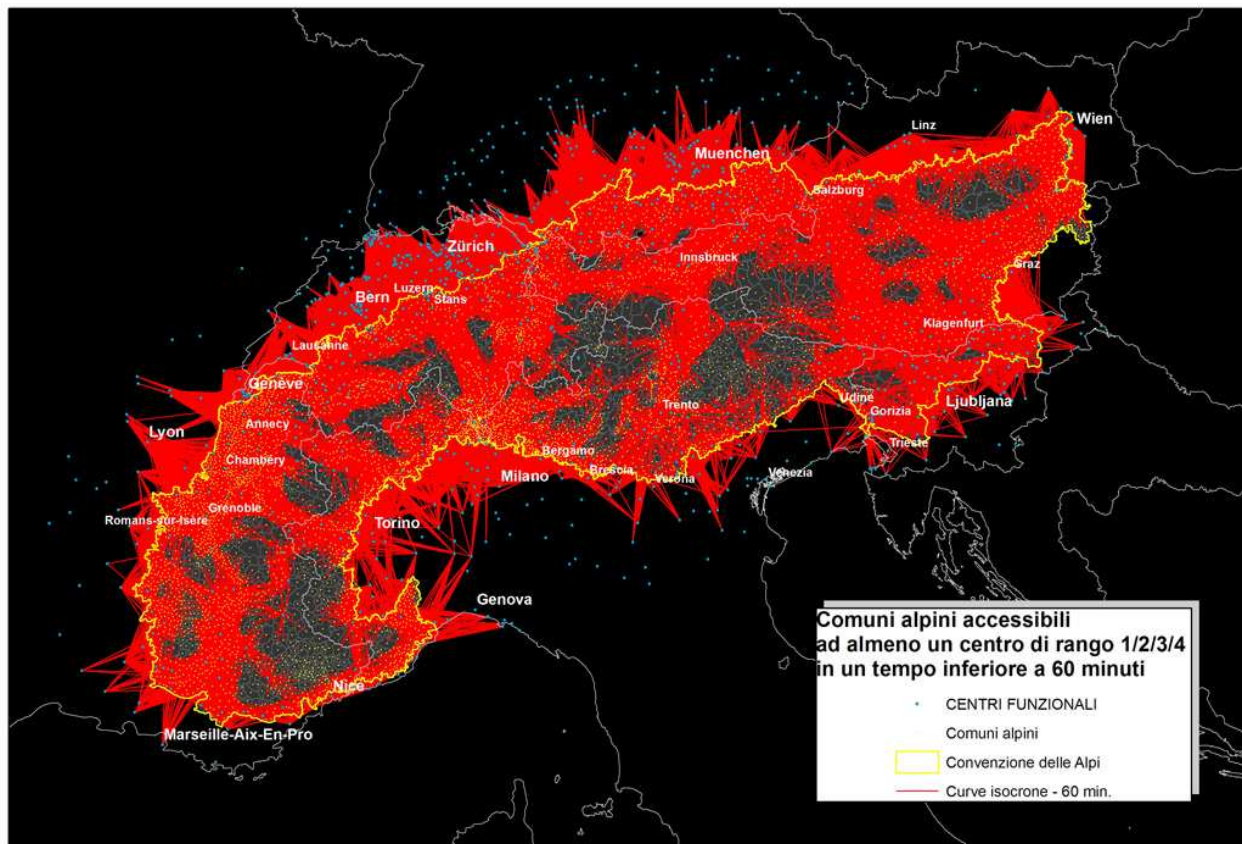 Wien
Linz
Muenchen
Salzburg
Zürich
Innsbruck
Graz
Luzern
Stans
Bern
Klagenfurt
Lausanne
Genève
Annecy
Trento
Udine
Gorizia
Ljubljana
Lyon
Chambéry
Bergamo
Trieste
Brescia
Milano
Verona
Venezia
Grenoble
Romans-sur-Isere
Torino
Genova
Nice
Marseille-Aix-En-Pro
Comuni alpini accessibili
ad almeno un centro di rango 1/2/3/4
in un tempo inferiore a 60 minuti
CENTRI FUNZIONALI
Comuni alpini
Convenzione delle Alpi
Curve isocrone - 60 min.